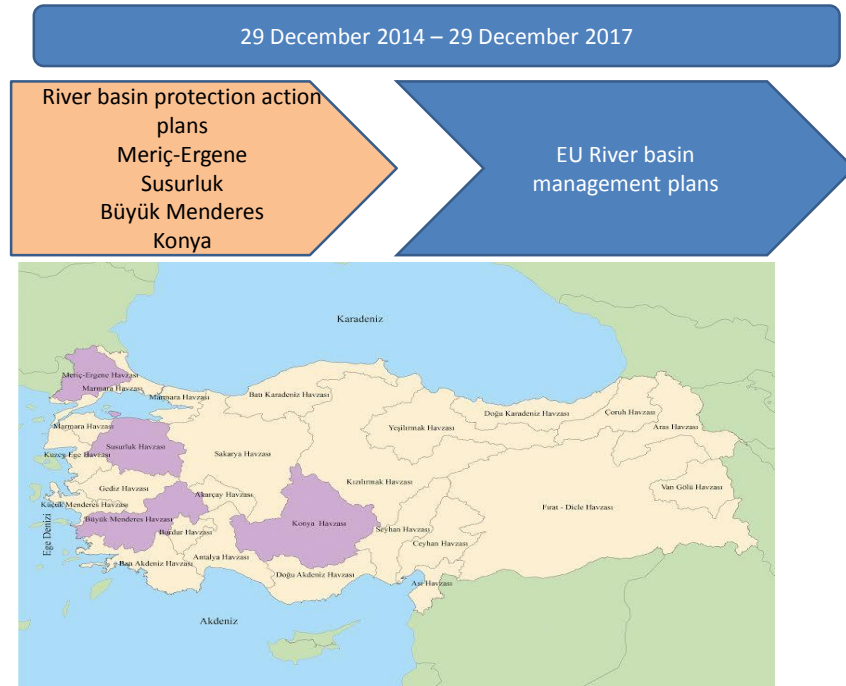 29 December 2014 – 29 December 2017
River basin protection action
plans
Meriç-Ergene
Susurluk
Büyük Menderes
Konya
EU River basin
management plans
Karadeniz
Meriç-Ergene Havzası
Marmara Havzası
Marmara Havzası
Batı Karadeniz Havzası
Doğu Karadeniz Havzası
Çoruh Havzası
Aras Havzası
Marmara Havzası
Yeşilırmak Havzası
Susurluk Havzası
Kuzey Ege Havzası
Sakarya Havzası
Kızılırmak Havzası
Gediz Havzası
Akarçay Havzası
Van Gölü Havzası
Küçük Menderes Havzası
Fırat - Dicle Havzası
Büyük Menderes Havzası
Konya Havzası
Seyhan Havzası
Burdur Havzası
Ege Denizi
Ceyhan Havzası
Antalya Havzası
Batı Akdeniz Havzası
Doğu Akdeniz Havzası
Asi Havzası
Akdeniz